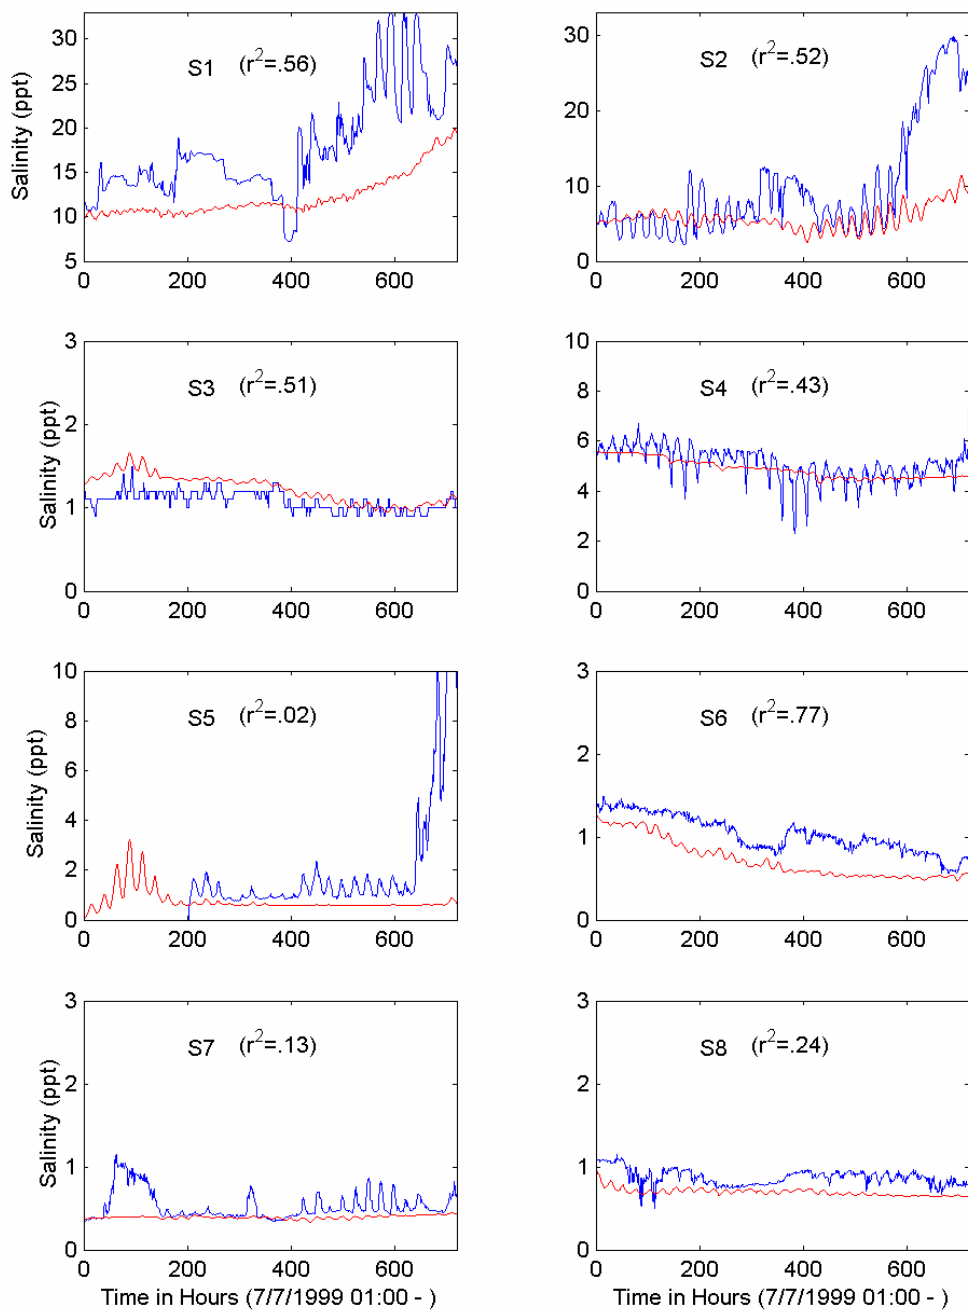 S1 (r²=.56)
S2 (r²=.52)
Salinity (ppt)
30
25
20
15
10
5
0 200 400 600
30
20
10
0
0 200 400 600
S3 (r²=.51)
S4 (r²=.43)
Salinity (ppt)
3
2
1
0
0 200 400 600
10
8
6
4
2
0
0 200 400 600
S5 (r²=.02)
S6 (r²=.77)
Salinity (ppt)
10
8
6
4
2
0
0 200 400 600
3
2
1
0
0 200 400 600
S7 (r²=.13)
S8 (r²=.24)
Salinity (ppt)
3
2
1
0
0 200 400 600
3
2
1
0
0 200 400 600
Time in Hours (7/7/1999 01:00 - )
Time in Hours (7/7/1999 01:00 - )